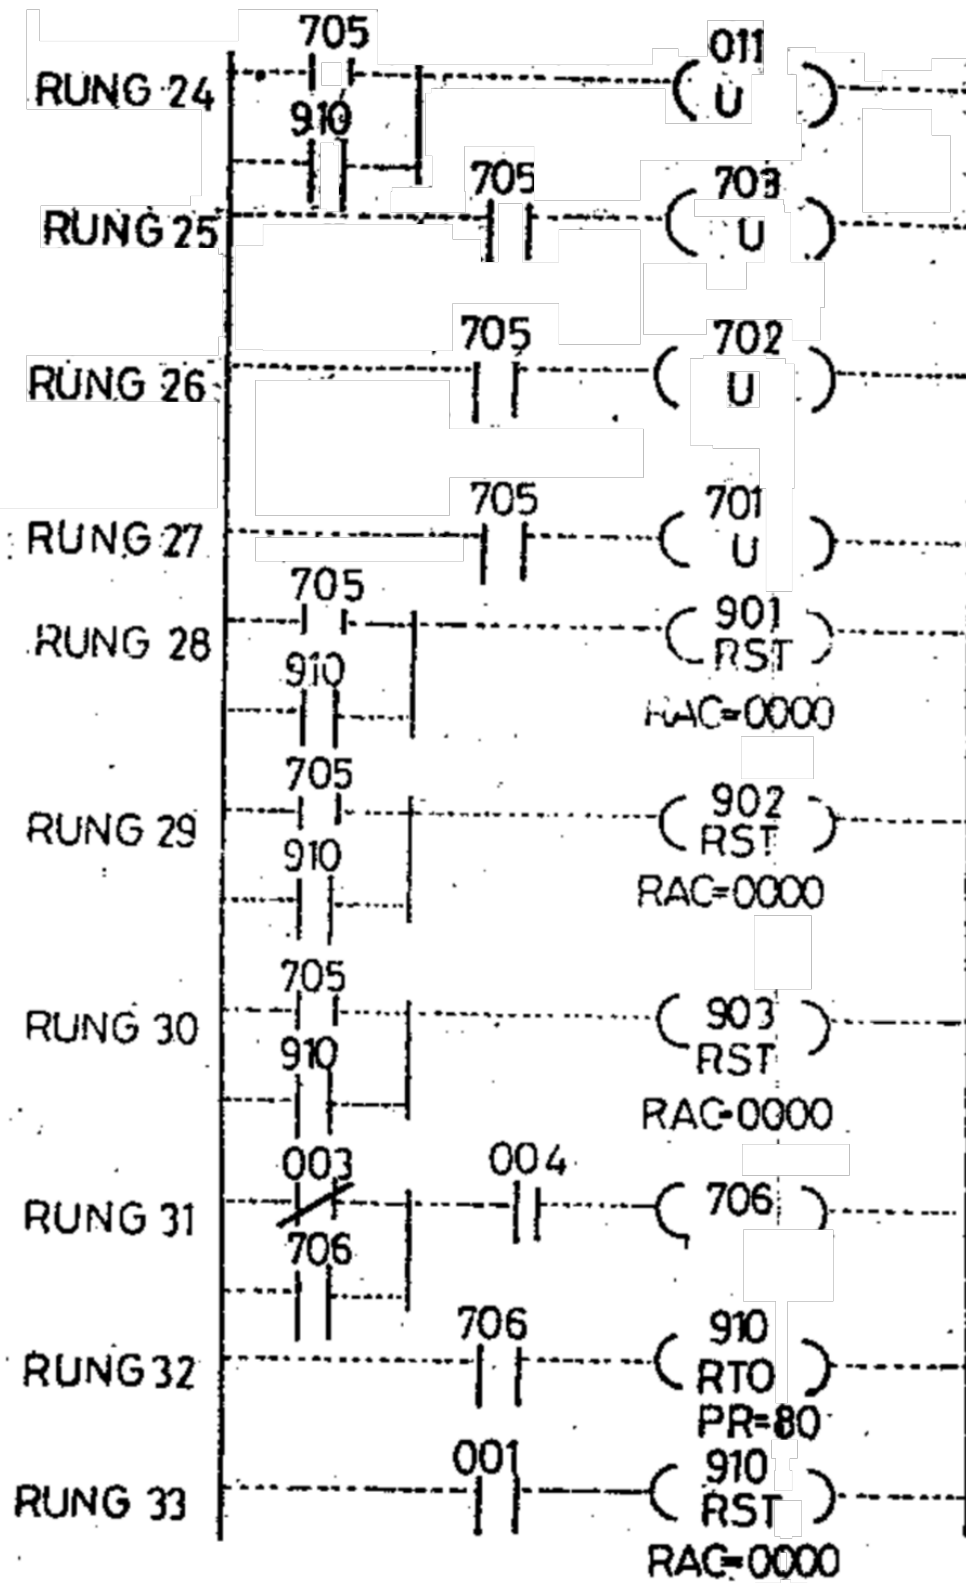 705 011
RUNG 24 U
910
705 703
RUNG 25 U
705 702
RUNG 26 U
705 701
RUNG 27 U
705 901
RUNG 28 RST
910
RAC=0000
705 902
RUNG 29 RST
910
RAC=0000
705 903
RUNG 30 RST
910
RAC=0000
003 004
RUNG 31 706
706
706 910
RUNG 32 RTO
PR=80
001 910
RUNG 33 RST
RAC=0000